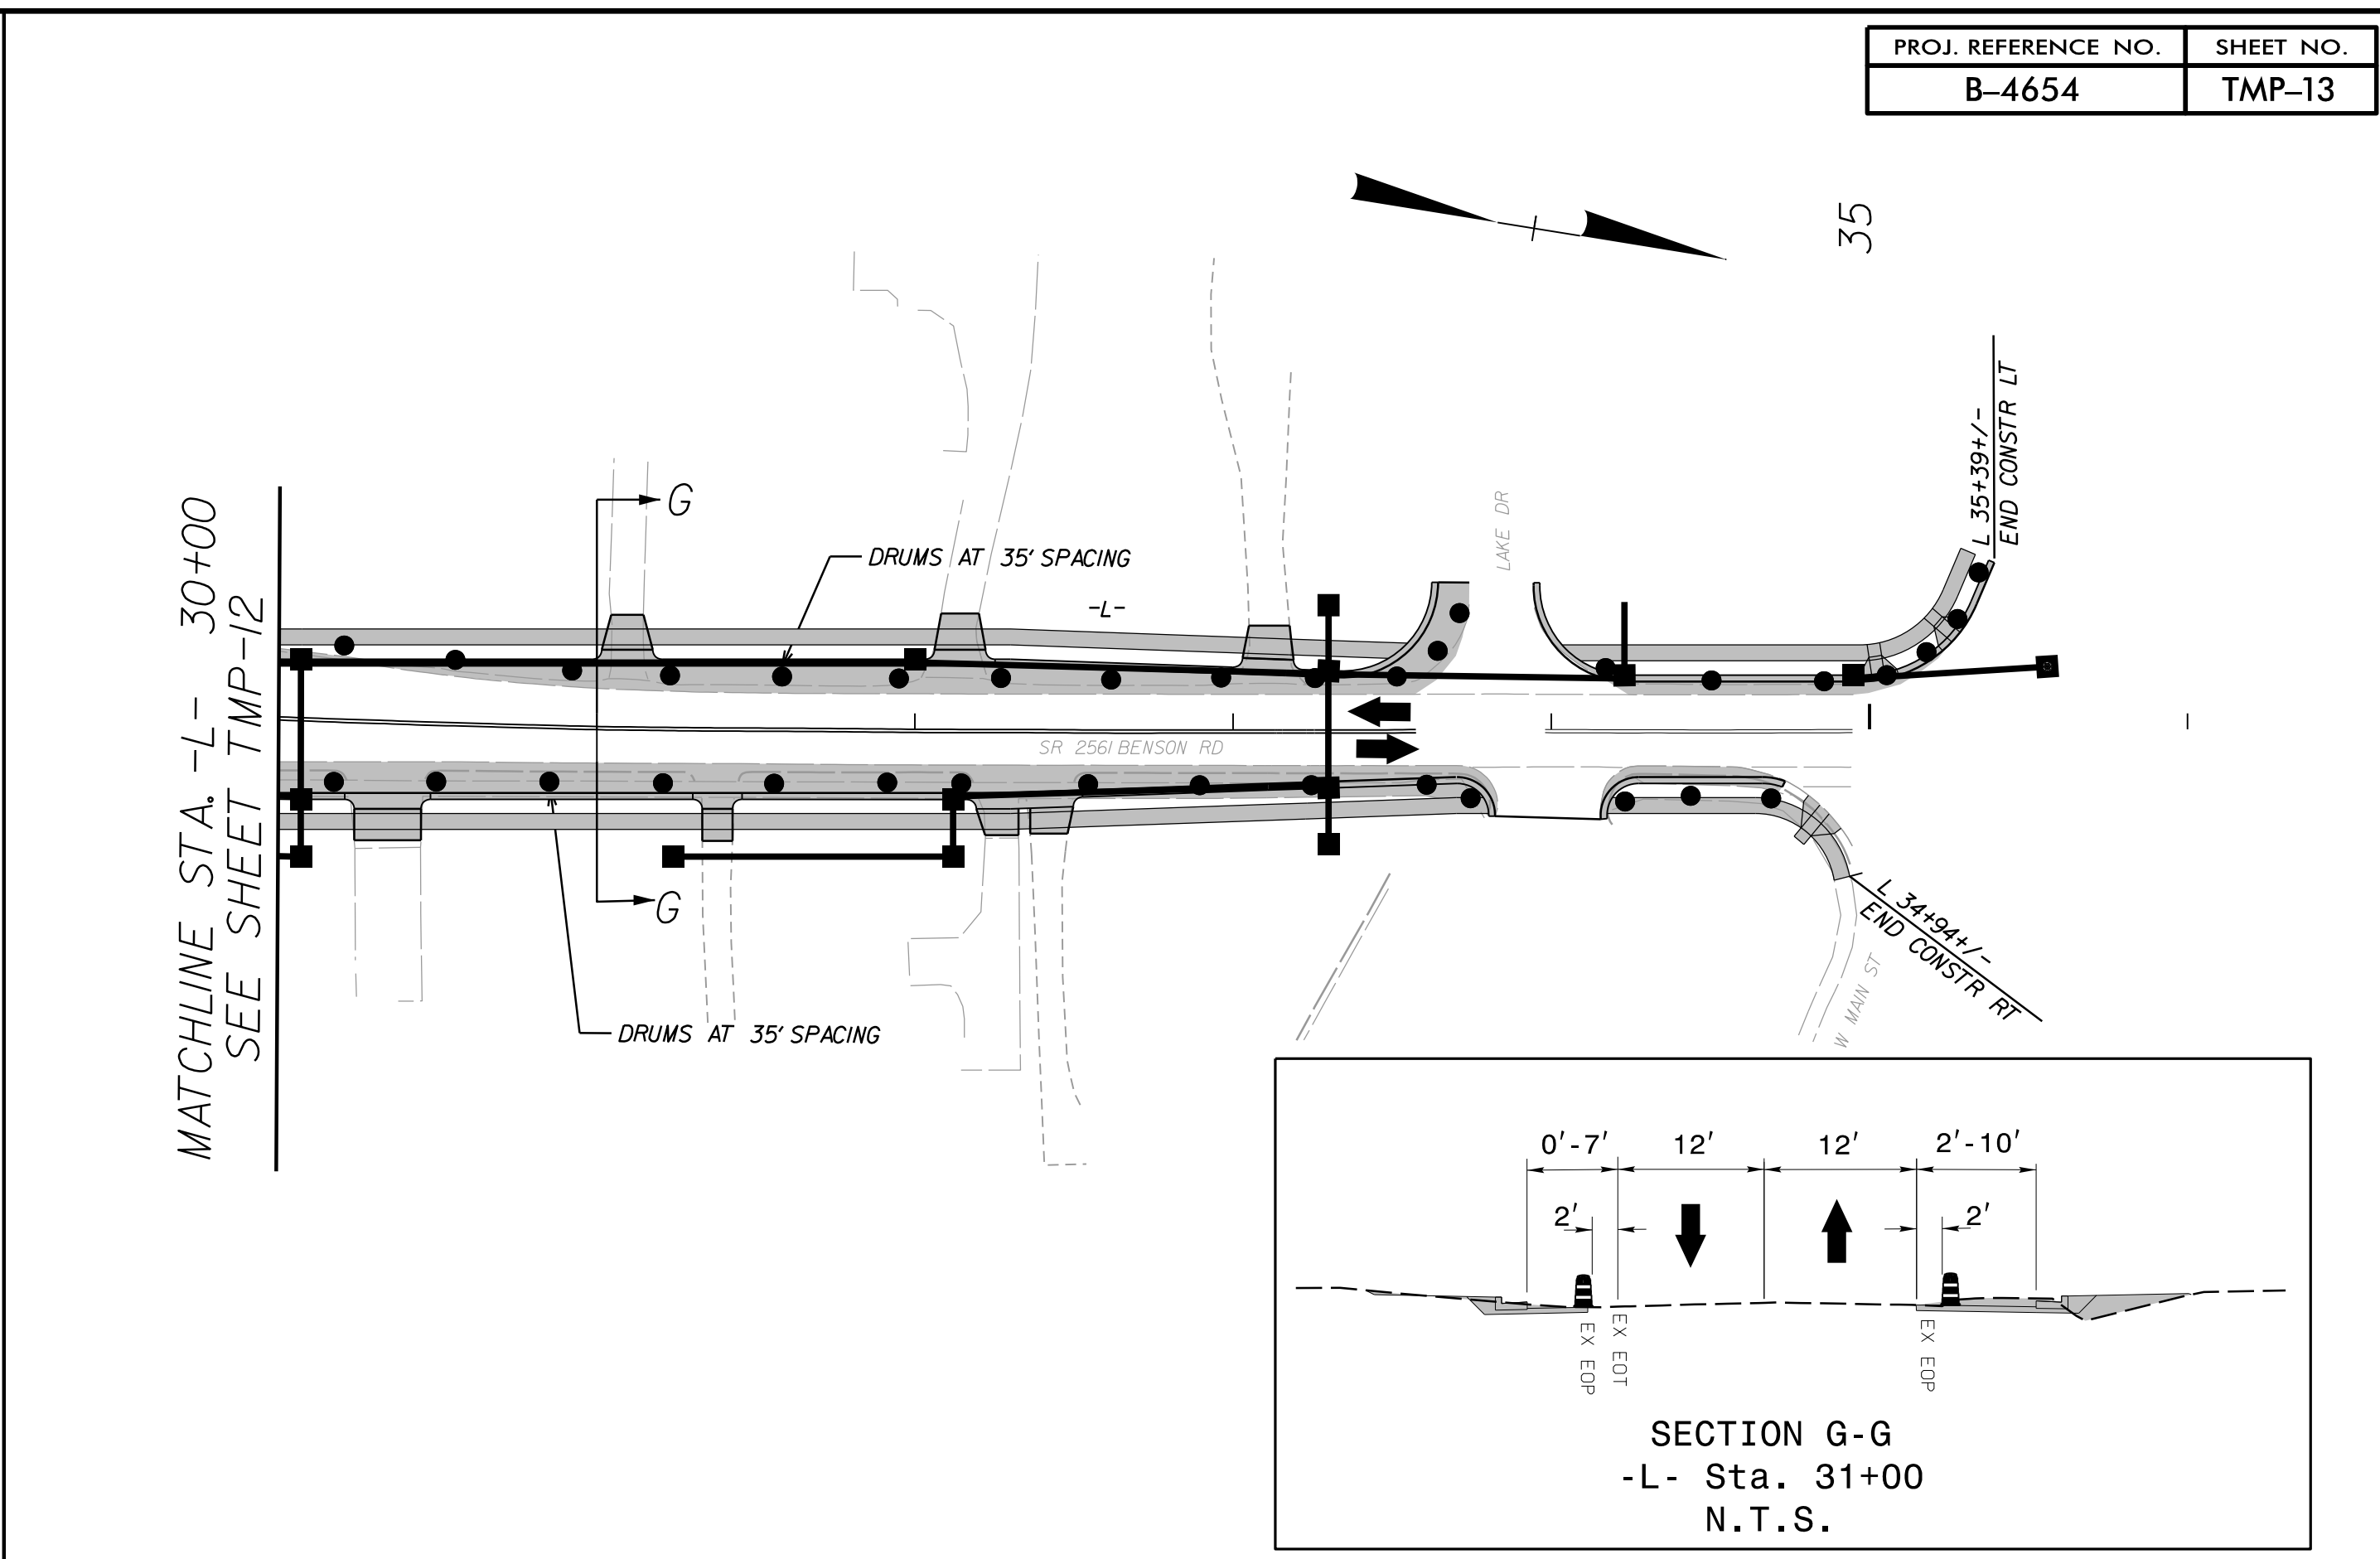 PROJ. REFERENCE NO.
SHEET NO.
B–4654
TMP–13
35
MATCHLINE STA. -L- 30+00
SEE SHEET TMP-12
G
DRUMS AT 35' SPACING
-L-
LAKE DR
L 35+39+/-
END CONSTR LT
SR 2561 BENSON RD
G
DRUMS AT 35' SPACING
L 34+94+/-
END CONSTR RT
W MAIN ST
0'-7'
12'
12'
2'-10'
2'
2'
EX EOP
EX EOT
EX EOP
SECTION G-G
-L- Sta. 31+00
N.T.S.